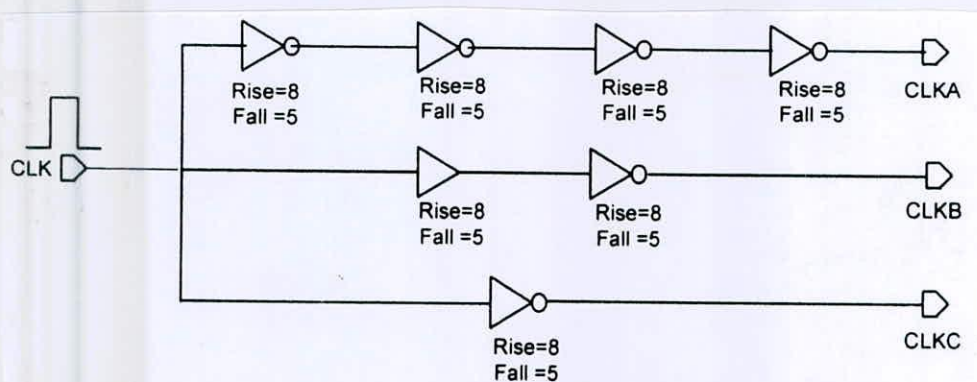 Rise=8
Fall =5
Rise=8
Fall =5
Rise=8
Fall =5
Rise=8
Fall =5
CLKA
CLK
Rise=8
Fall =5
Rise=8
Fall =5
CLKB
Rise=8
Fall =5
CLKC